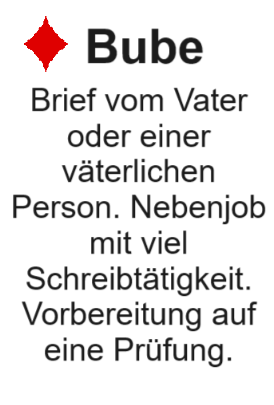 Bube
Brief vom Vater
oder einer
väterlichen
Person. Nebenjob
mit viel
Schreibtätigkeit.
Vorbereitung auf
eine Prüfung.